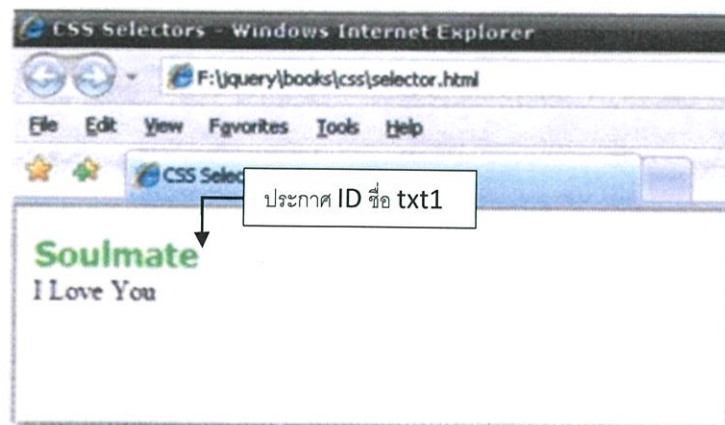 CSS Selectors - Windows Internet Explorer
F:\jquery\books\css\selector.html
File Edit View Favorites Tools Help
CSS Selec
ประกาศ ID ชื่อ txt1
Soulmate
I Love You